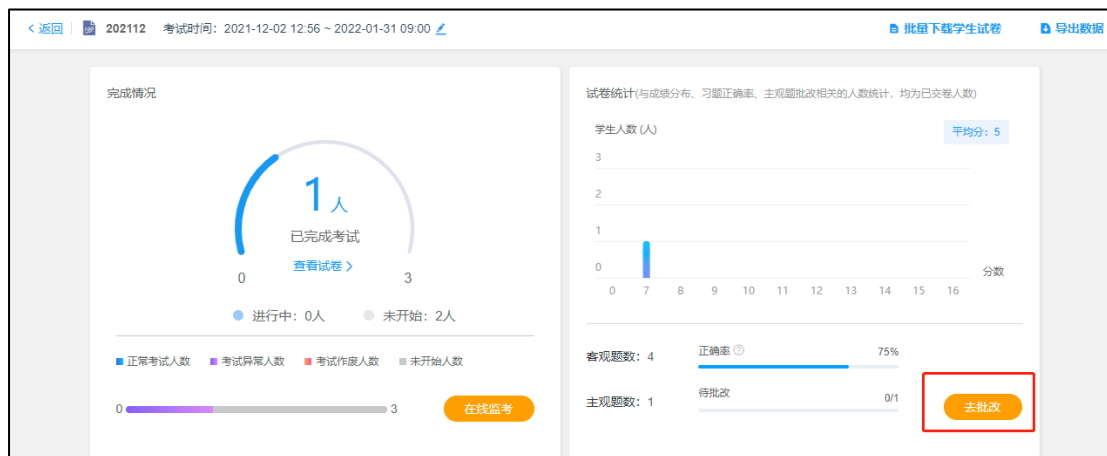 < 返回 202112 考试时间：2021-12-02 12:56 ~ 2022-01-31 09:00 批量下载学生试卷 导出数据
完成情况
1人
已完成考试
查看试卷 >
0 3
进行中：0人 未开始：2人
正常考试人数 考试异常人数 考试作废人数 未开始人数
0 3 在线监考
试卷统计(与成绩分布、习题正确率、主观题批改相关的人数统计，均为已交卷人数)
学生人数 (人) 平均分：5
3
2
1
0
分数
0 7 8 9 10 11 12 13 14 15 16
客观题数：4 正确率 ? 75%
主观题数：1 待批改 0/1 去批改